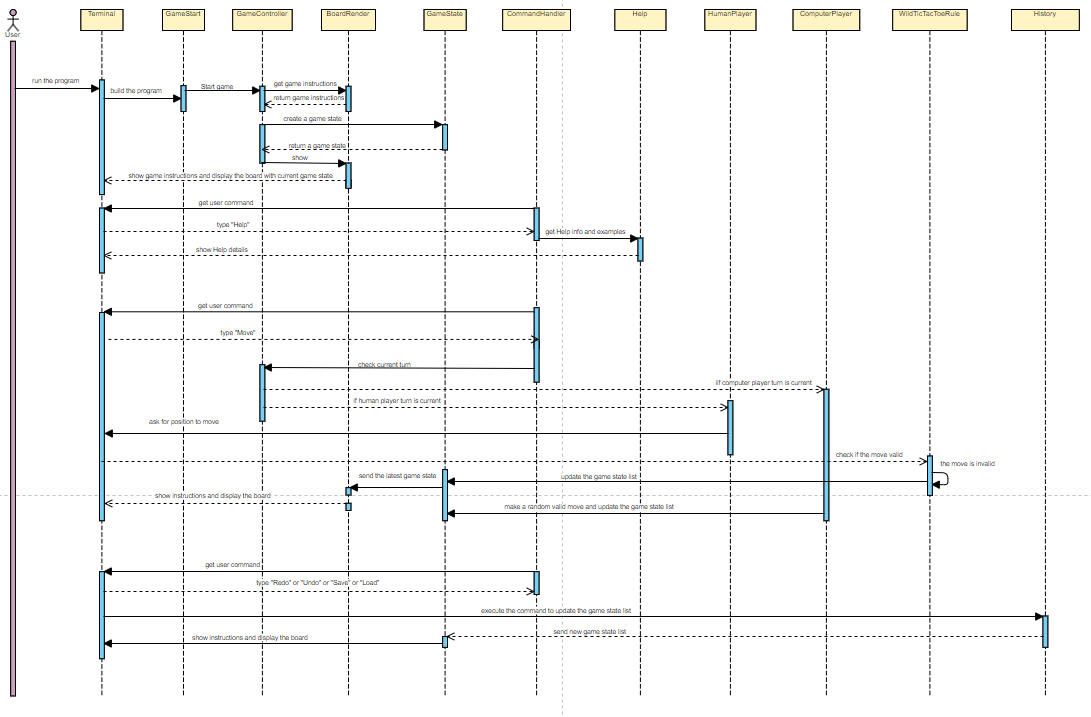 Terminal
GameStart
GameController
BoardRender
GameState
CommandHandler
Help
HumanPlayer
ComputerPlayer
WildTicTacToeRule
History
User
run the program
build the program
Start game
get game instructions
return game instructions
create a game state
return a game state
show
show game instructions and display the board with current game state
get user command
type "Help"
get Help info and examples
show Help details
get user command
type "Move"
check current turn
iif computer player turn is current
if human player turn is current
ask for position to move
check if the move valid
the move is invalid
send the latest game state
update the game state list
show instructions and display the board
make a random valid move and update the game state list
get user command
type "Redo" or "Undo" or "Save" or "Load"
execute the command to update the game state list
send new game state list
show instructions and display the board